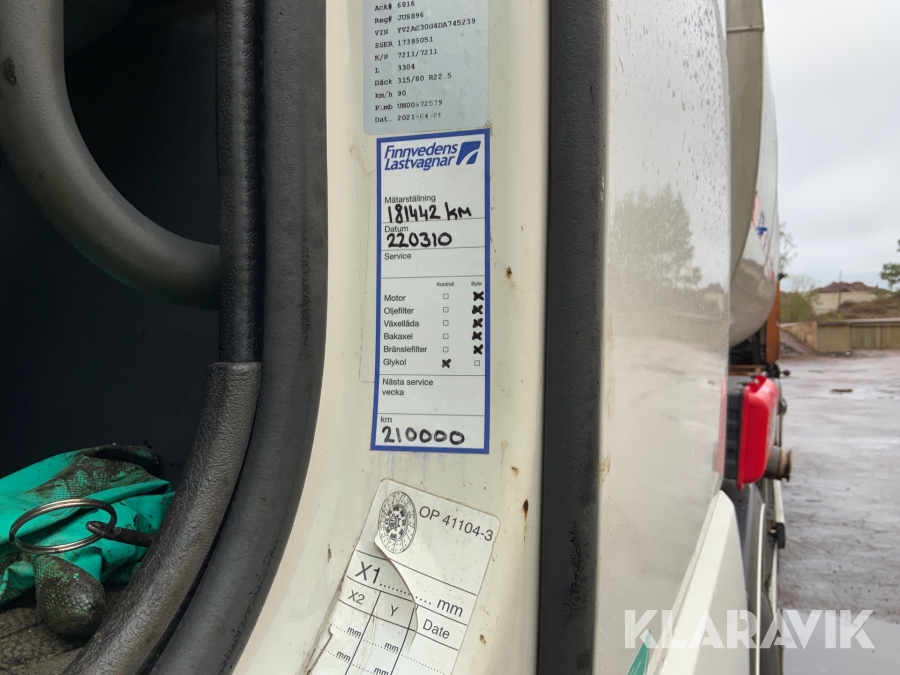 Ack# 6816
Reg# JUS896
VIN YV2AG30G4DA745239
SSER 17395051
K/W 7211/7211
L 3304
Däck 315/80 R22.5
km/h 90
Plmb UN00672579
Dat. 2021-04-24
Finnvedens
Lastvagnar
Mätarställning
181442 km
Datum
220310
Service
Kontroll Byte
Motor
Oljefilter
Växellåda
Bakaxel
Bränslefilter
Glykol
Nästa service
vecka
km
210000
OP 41104-3
X1.......... mm
X2 Y Date
...mm ...mm
mm mm
KLARAVIK